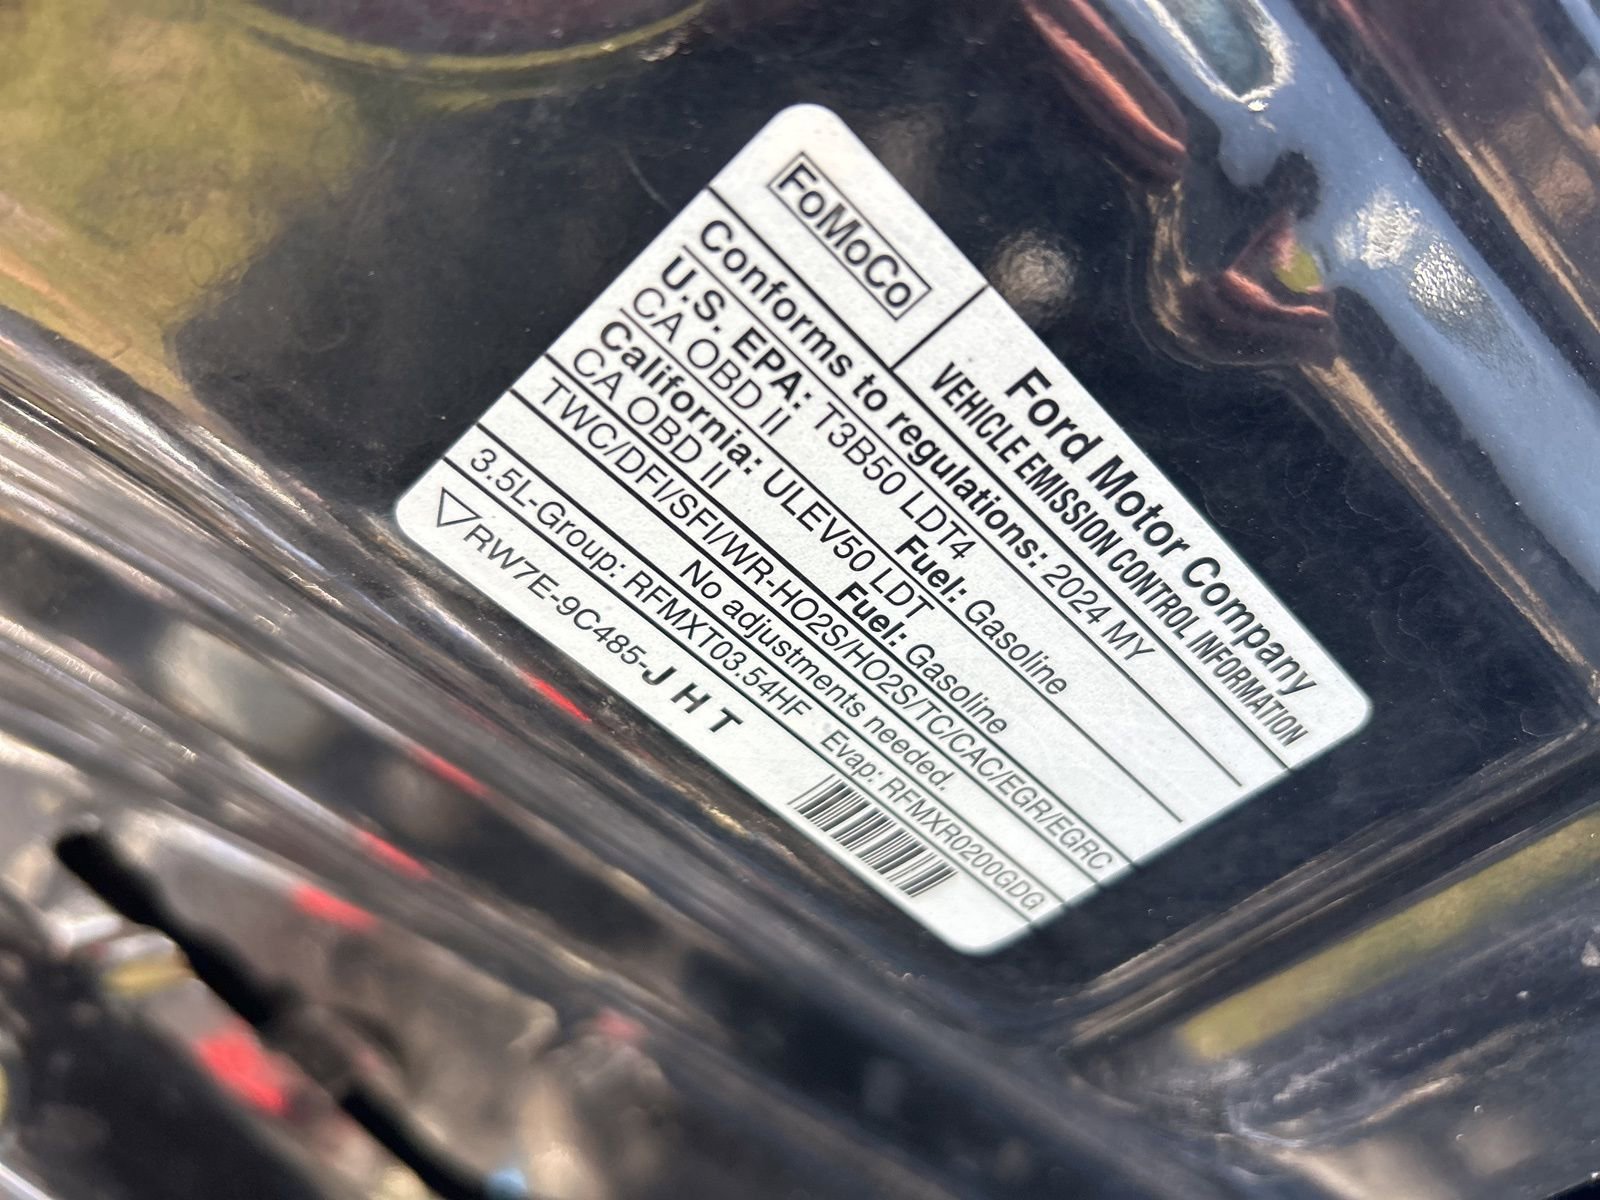 FoMoCo
Ford Motor Company
VEHICLE EMISSION CONTROL INFORMATION
Conforms to regulations: 2024 MY
U.S. EPA: T3B50 LDT4 Fuel: Gasoline
CA OBD II
California: ULEV50 LDT Fuel: Gasoline
CA OBD II
TWC/DFI/SFI/WR-HO2S/HO2S/TC/CAC/EGR/EGRC
No adjustments needed.
3.5L-Group: RFMXT03.54HF Evap: RFMXR0200GDG
RW7E-9C485-J H T